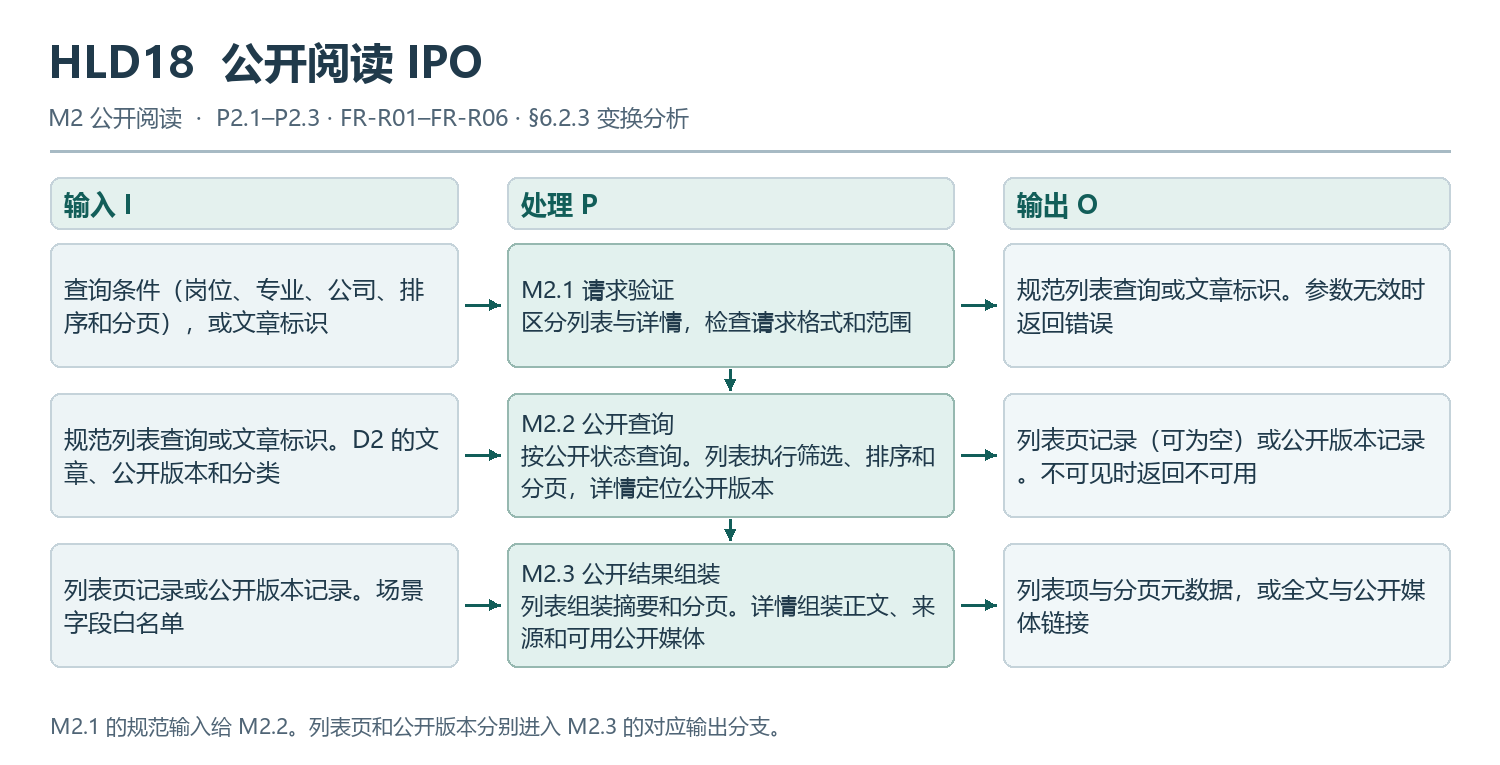 HLD18 公开阅读 IPO
M2 公开阅读 · P2.1–P2.3 · FR-R01–FR-R06 · §6.2.3 变换分析
输入 I
处理 P
输出 O
查询条件（岗位、专业、公司、排
序和分页），或文章标识
M2.1 请求验证
区分列表与详情，检查请求格式和范围
规范列表查询或文章标识。参数无效时
返回错误
规范列表查询或文章标识。D2 的文
章、公开版本和分类
M2.2 公开查询
按公开状态查询。列表执行筛选、排序和
分页，详情定位公开版本
列表页记录（可为空）或公开版本记录
。不可见时返回不可用
列表页记录或公开版本记录。场景
字段白名单
M2.3 公开结果组装
列表组装摘要和分页。详情组装正文、来
源和可用公开媒体
列表项与分页元数据，或全文与公开媒
体链接
M2.1 的规范输入给 M2.2。列表页和公开版本分别进入 M2.3 的对应输出分支。